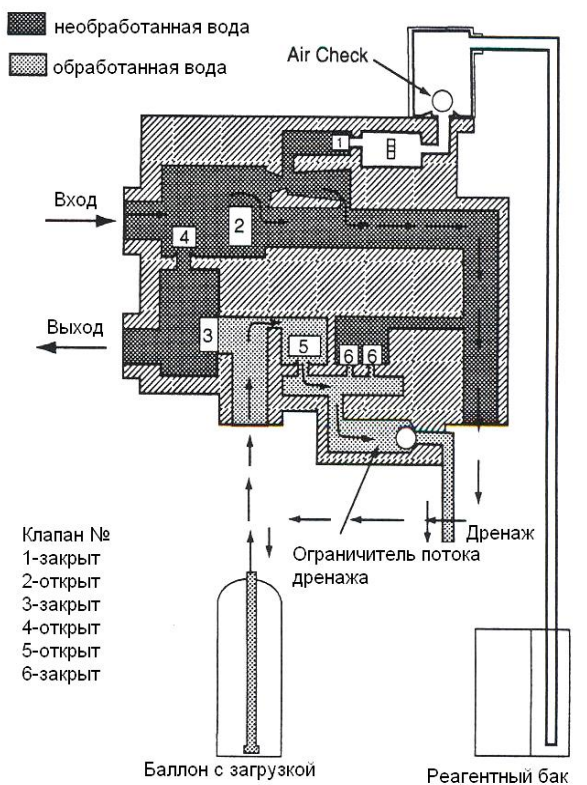 необработанная вода
обработанная вода
Air Check
1
Вход
2
4
Выход
3
5
6 6
Дренаж
Ограничитель потока
дренажа
Клапан №
1-закрыт
2-открыт
3-закрыт
4-открыт
5-открыт
6-закрыт
Баллон с загрузкой
Реагентный бак